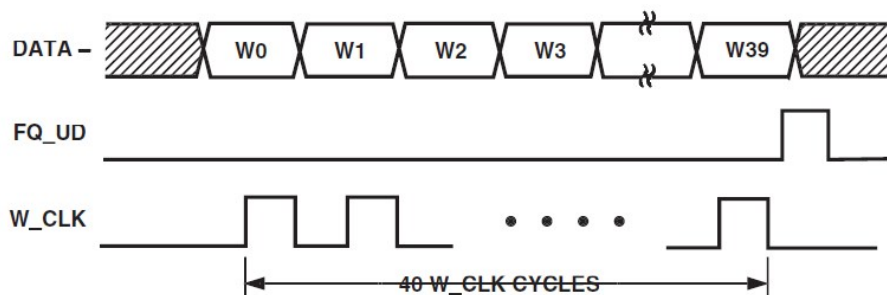 DATA –
W0 W1 W2 W3 W39
FQ_UD
W_CLK
40 W_CLK CYCLES